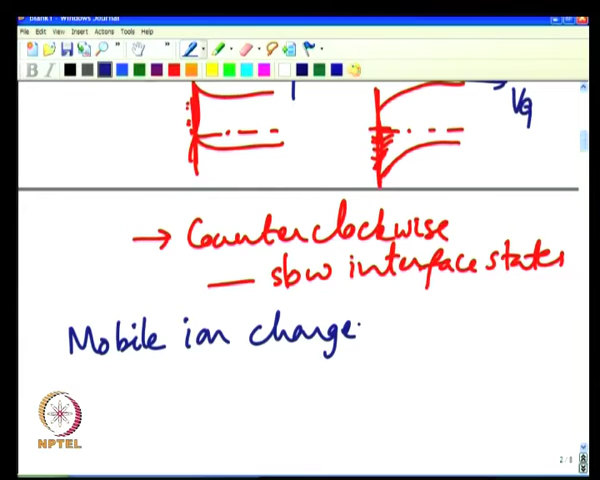 Blank1 - Windows Journal
File Edit View Insert Actions Tools Help
B I
VG
→ Counterclockwise
— slow interface states
Mobile ion charge
NPTEL
2 / 8